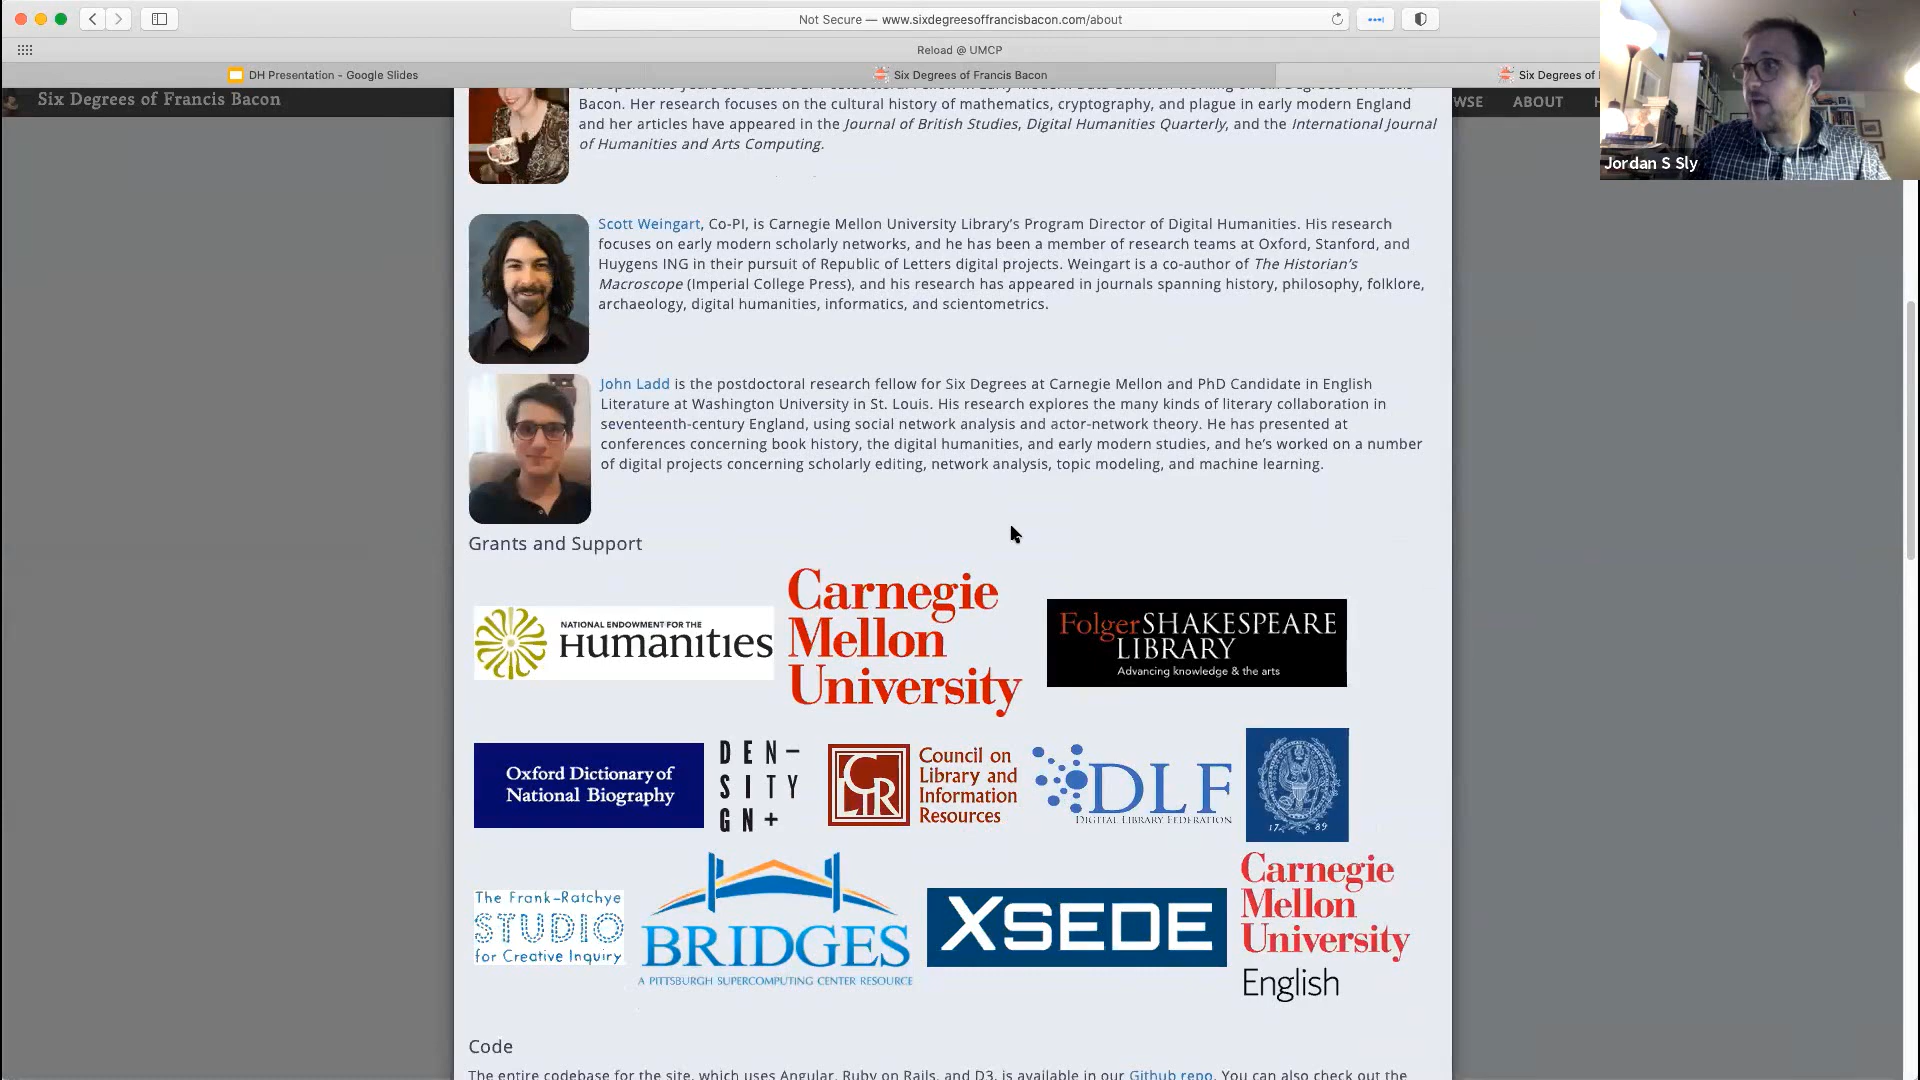 Not Secure — www.sixdegreesoffrancisbacon.com/about
Reload @ UMCP
DH Presentation - Google Slides
Six Degrees of Francis Bacon
Six Degrees of
Six Degrees of Francis Bacon
WSE ABOUT
Jordan S Sly
Bacon. Her research focuses on the cultural history of mathematics, cryptography, and plague in early modern England
and her articles have appeared in the Journal of British Studies, Digital Humanities Quarterly, and the International Journal
of Humanities and Arts Computing.
Scott Weingart, Co-PI, is Carnegie Mellon University Library's Program Director of Digital Humanities. His research
focuses on early modern scholarly networks, and he has been a member of research teams at Oxford, Stanford, and
Huygens ING in their pursuit of Republic of Letters digital projects. Weingart is a co-author of The Historian's
Macroscope (Imperial College Press), and his research has appeared in journals spanning history, philosophy, folklore,
archaeology, digital humanities, informatics, and scientometrics.
John Ladd is the postdoctoral research fellow for Six Degrees at Carnegie Mellon and PhD Candidate in English
Literature at Washington University in St. Louis. His research explores the many kinds of literary collaboration in
seventeenth-century England, using social network analysis and actor-network theory. He has presented at
conferences concerning book history, the digital humanities, and early modern studies, and he's worked on a number
of digital projects concerning scholarly editing, network analysis, topic modeling, and machine learning.
Grants and Support
NATIONAL ENDOWMENT FOR THE
Humanities
Carnegie
Mellon
University
Folger SHAKESPEARE
LIBRARY
Advancing knowledge & the arts
Oxford Dictionary of
National Biography
DEN–
SITY
GN+
CLIR
Council on
Library and
Information
Resources
DLF
DIGITAL LIBRARY FEDERATION
17 89
The Frank-Ratchye
STUDIO
for Creative Inquiry
BRIDGES
A PITTSBURGH SUPERCOMPUTING CENTER RESOURCE
XSEDE
Carnegie
Mellon
University
English
Code
The entire codebase for the site, which uses Angular, Ruby on Rails, and D3, is available in our Github repo. You can also check out the